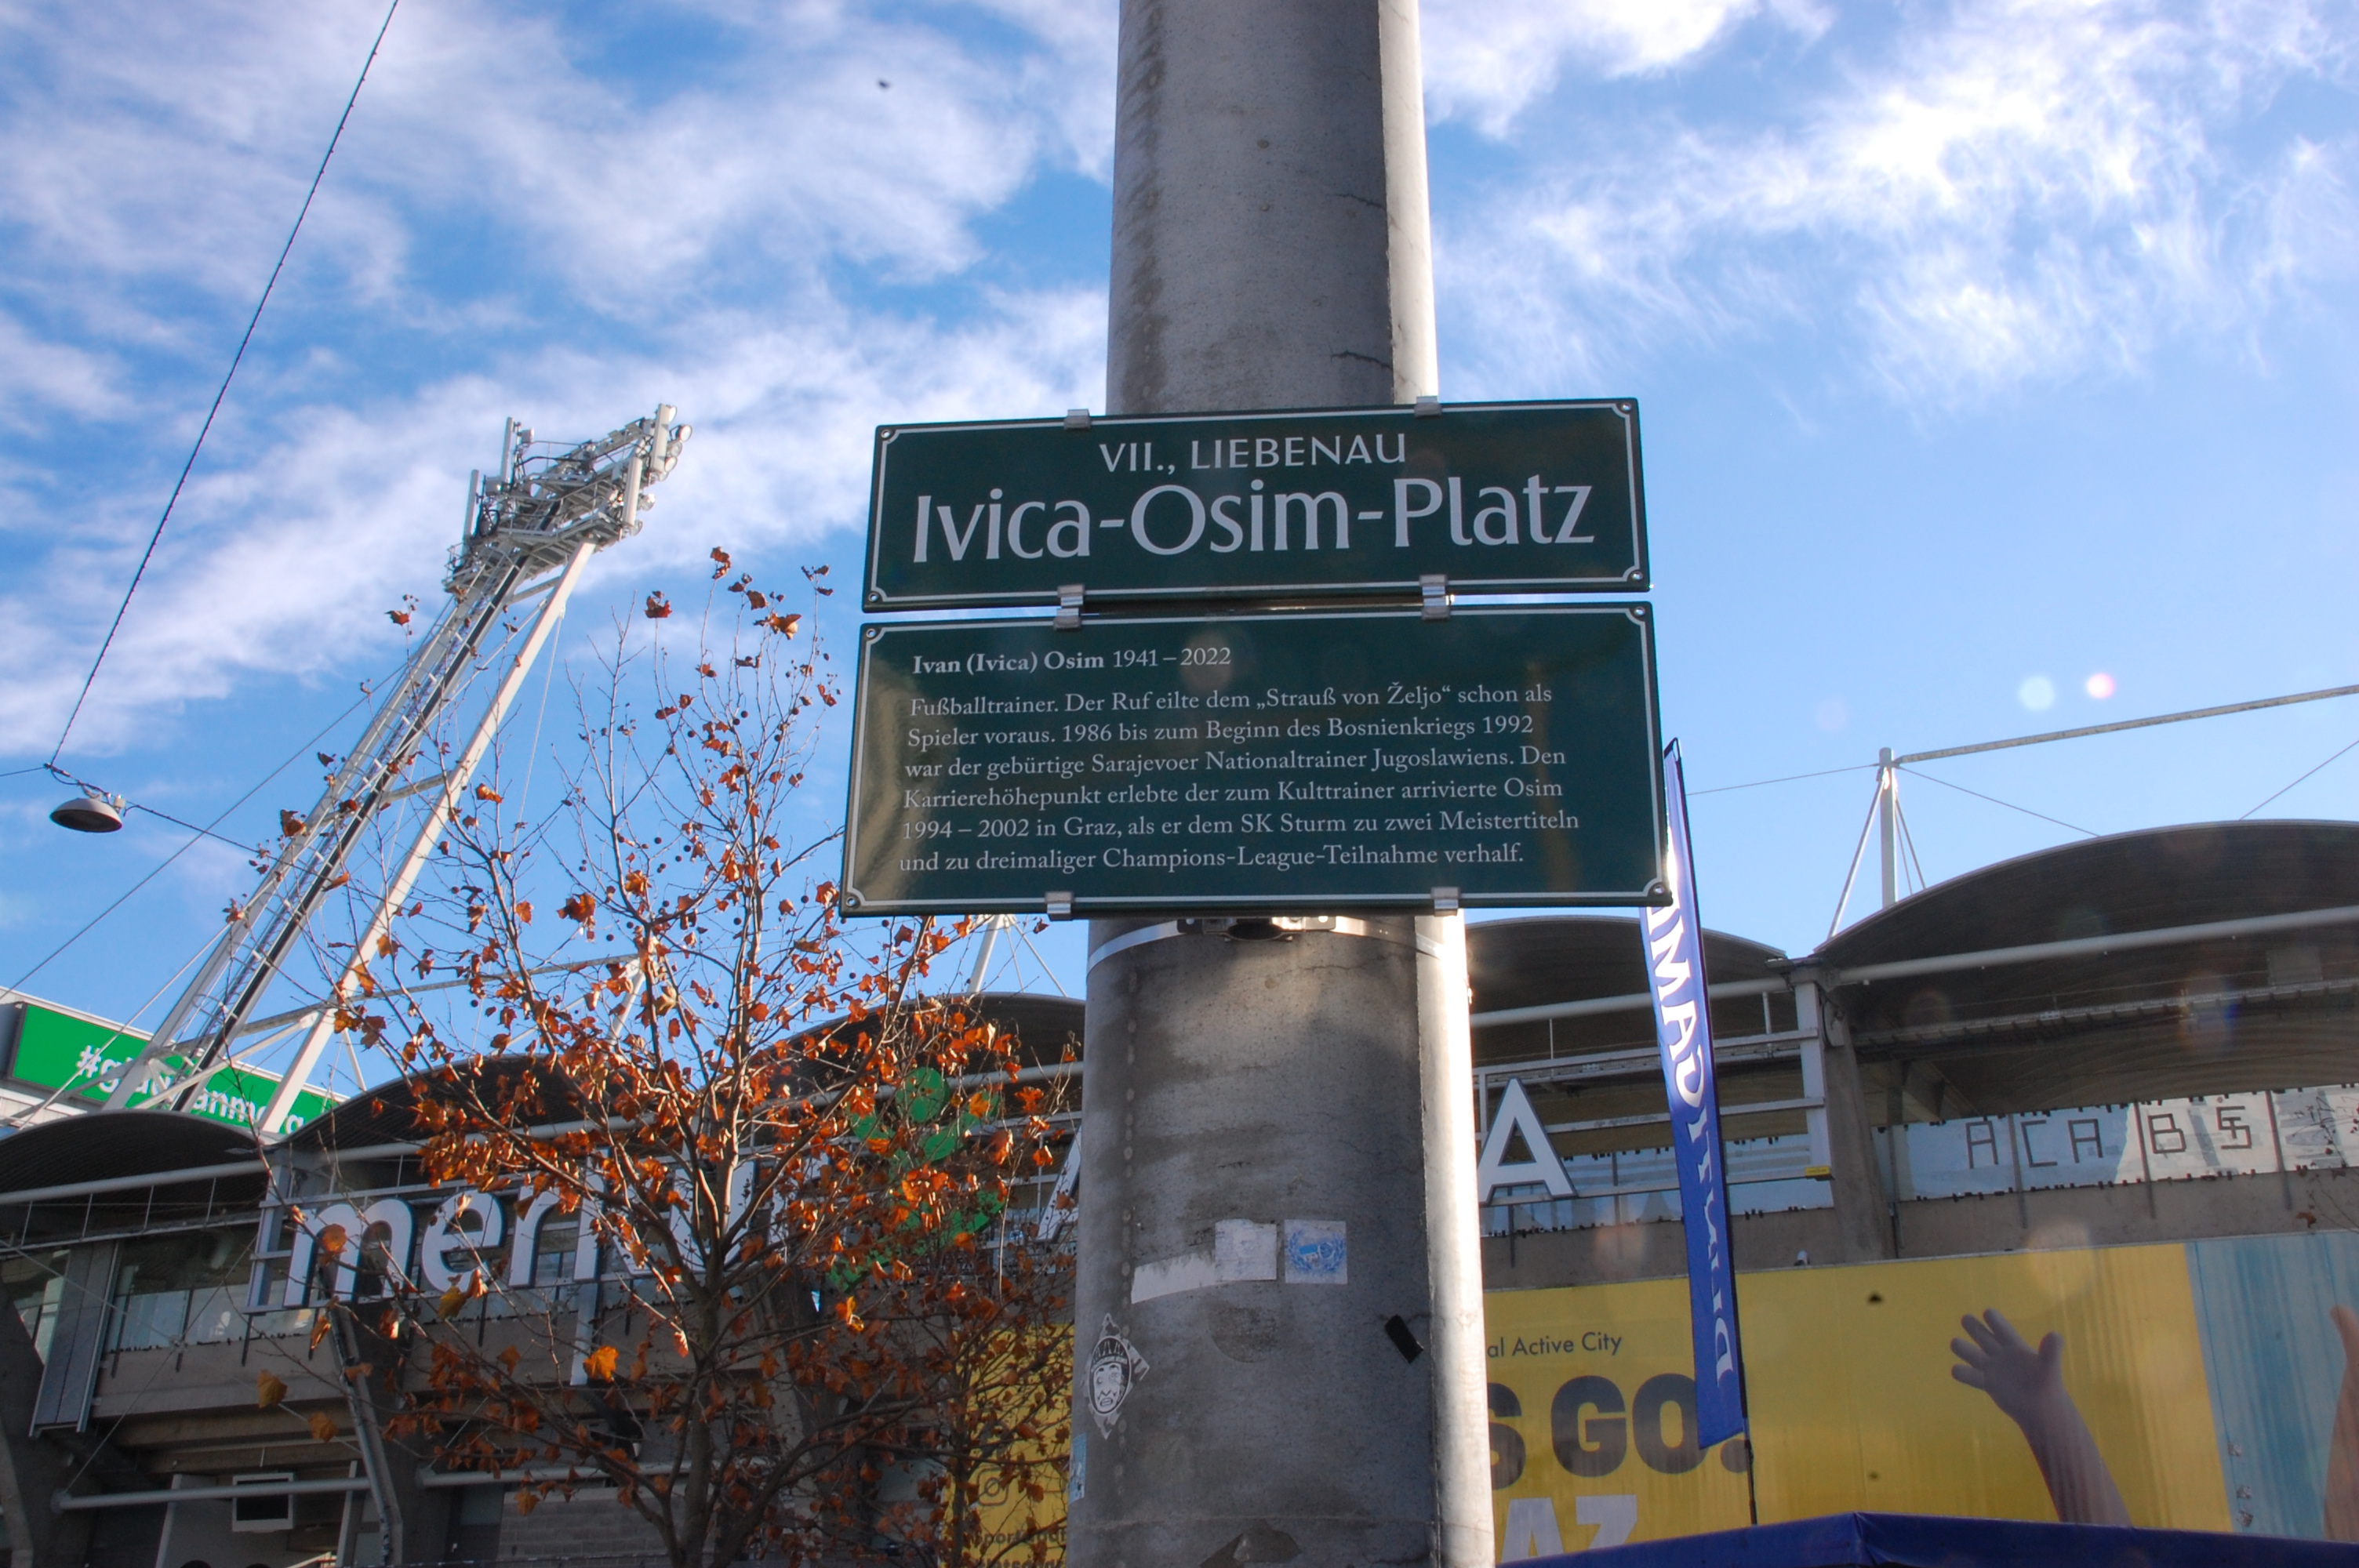 VII., LIEBENAU
Ivica-Osim-Platz
Ivan (Ivica) Osim 1941 – 2022
Fußballtrainer. Der Ruf eilte dem „Strauß von Željo“ schon als
Spieler voraus. 1986 bis zum Beginn des Bosnienkriegs 1992
war der gebürtige Sarajevoer Nationaltrainer Jugoslawiens. Den
Karrierehöhepunkt erlebte der zum Kulttrainer arrivierte Osim
1994 – 2002 in Graz, als er dem SK Sturm zu zwei Meistertiteln
und zu dreimaliger Champions-League-Teilnahme verhalf.
merkur
A
ACAB
al Active City
S GO!
AZ